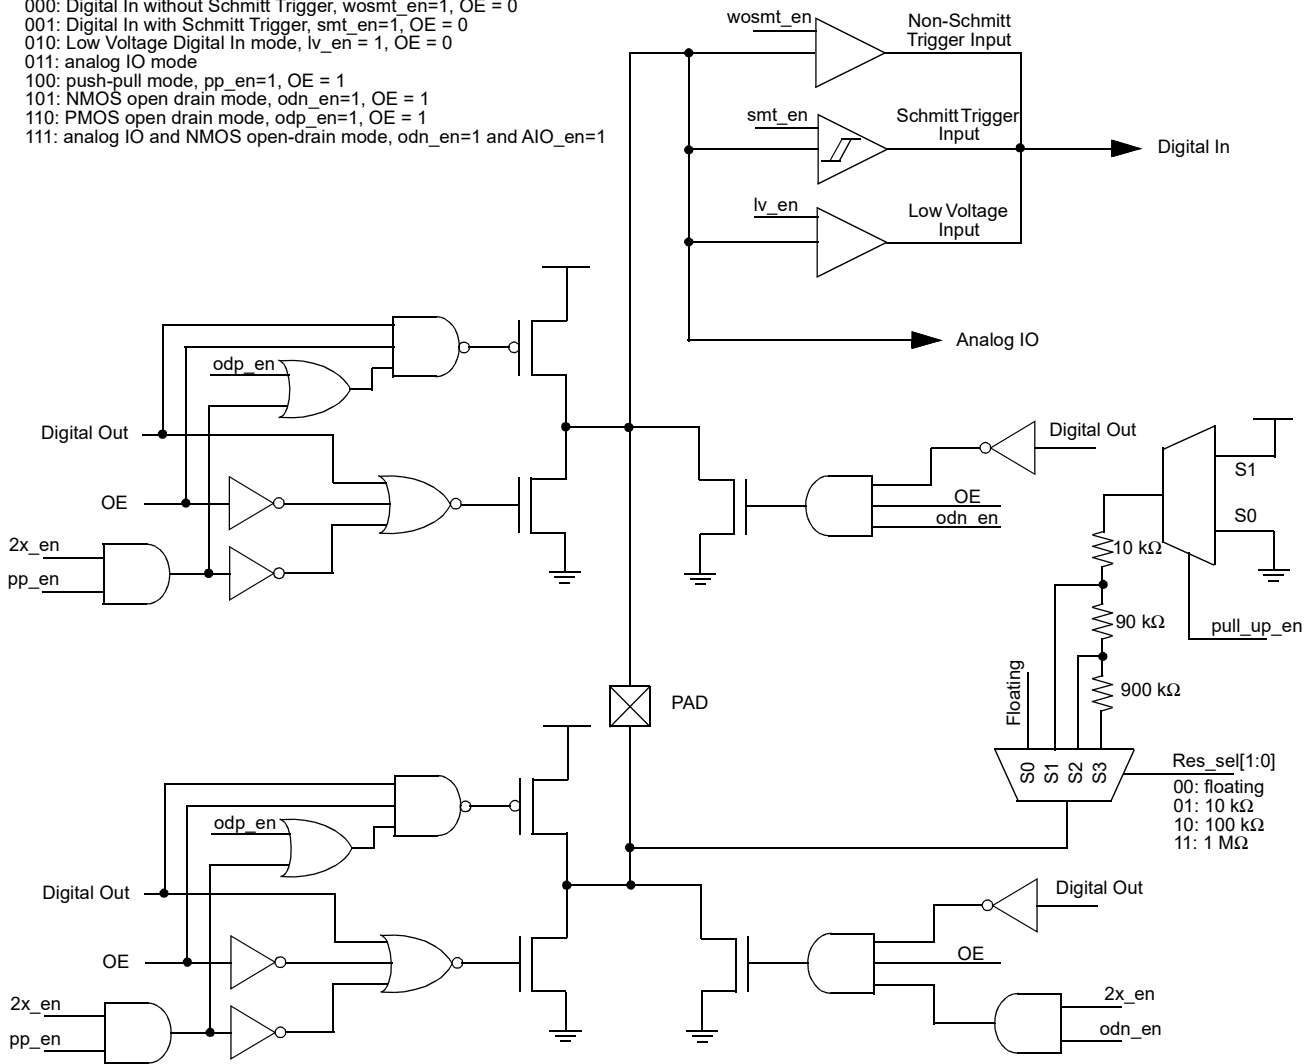 000: Digital In without Schmitt Trigger, wosmt_en=1, OE = 0
001: Digital In with Schmitt Trigger, smt_en=1, OE = 0
010: Low Voltage Digital In mode, lv_en = 1, OE = 0
011: analog IO mode
100: push-pull mode, pp_en=1, OE = 1
101: NMOS open drain mode, odn_en=1, OE = 1
110: PMOS open drain mode, odp_en=1, OE = 1
111: analog IO and NMOS open-drain mode, odn_en=1 and AIO_en=1
wosmt_en
Non-Schmitt
Trigger Input
smt_en
Schmitt Trigger
Input
Digital In
lv_en
Low Voltage
Input
Analog IO
odp_en
Digital Out
OE
2x_en
pp_en
Digital Out
OE
odn_en
S1
S0
10 kΩ
90 kΩ
pull_up_en
900 kΩ
Floating
PAD
S0
S1
S2
S3
Res_sel[1:0]
00: floating
01: 10 kΩ
10: 100 kΩ
11: 1 MΩ
odp_en
Digital Out
OE
2x_en
pp_en
Digital Out
OE
2x_en
odn_en